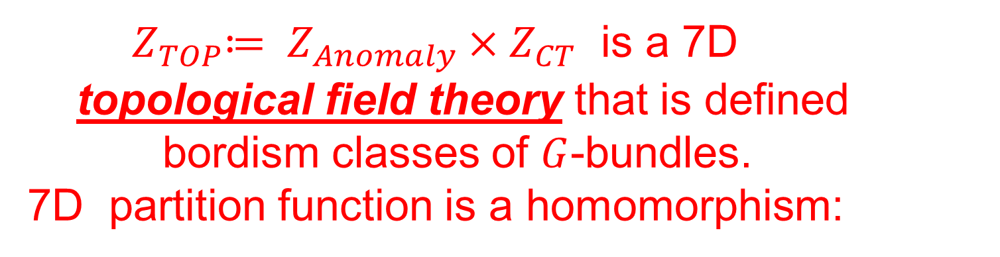 Z_{TOP} := Z_{Anomaly} × Z_{CT} is a 7D
topological field theory that is defined
bordism classes of G-bundles.
7D partition function is a homomorphism: